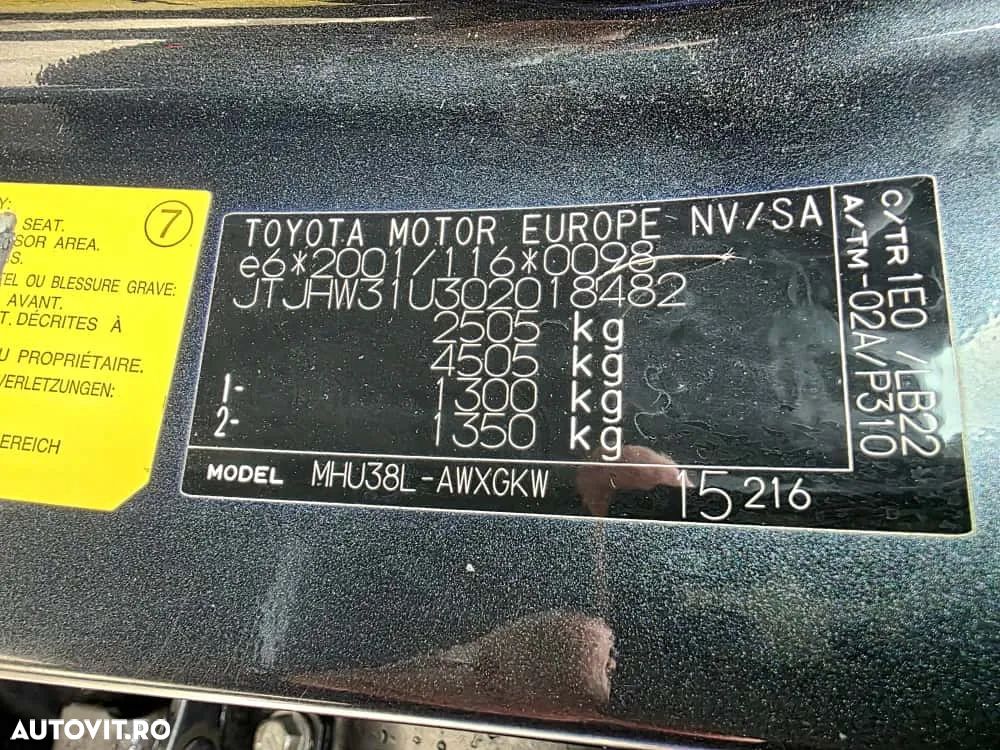 Y:
SEAT.
SOR AREA.
S.
TEL OU BLESSURE GRAVE:
AVANT.
T. DÉCRITES À
U PROPRIÉTAIRE.
VERLETZUNGEN:
BEREICH
7
TOYOTA MOTOR EUROPE NV/SA
e6*2001/116*0098
JTJHW31U302018482
2505 kg
4505 kg
1- 1300 kg
2- 1350 kg
MODEL MHU38L-AWXGKW 15 216
C/TR 1E0 /LB22
A/TM-02A/P310
AUTOVIT.RO